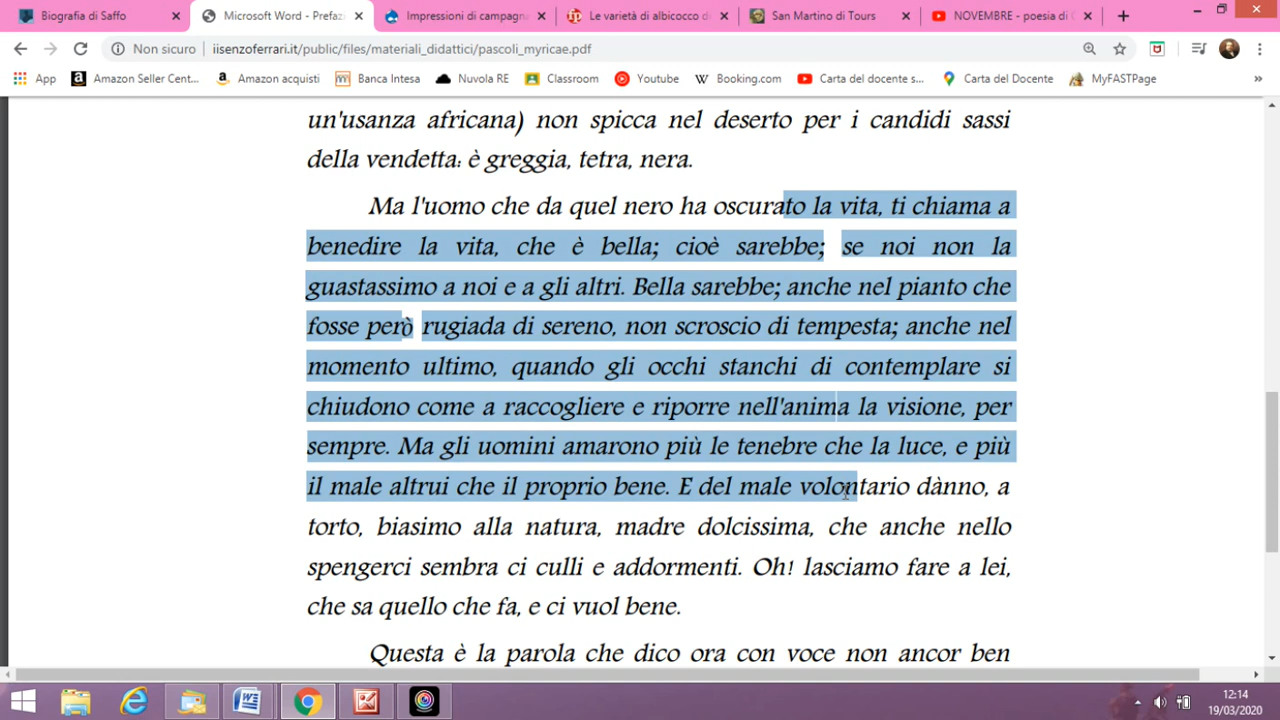 Biografia di Saffo
Microsoft Word - Prefaz
Impressioni di campagn
Le varietà di albicocco d
San Martino di Tours
NOVEMBRE - poesia di G
Non sicuro
iisenzoferrari.it/public/files/materiali_didattici/pascoli_myricae.pdf
App
Amazon Seller Cent...
Amazon acquisti
Banca Intesa
Nuvola RE
Classroom
Youtube
Booking.com
Carta del docente s...
Carta del Docente
MyFASTPage
un'usanza africana) non spicca nel deserto per i candidi sassi
della vendetta: è greggia, tetra, nera.
Ma l'uomo che da quel nero ha oscurato la vita, ti chiama a
benedire la vita, che è bella; cioè sarebbe; se noi non la
guastassimo a noi e a gli altri. Bella sarebbe; anche nel pianto che
fosse però rugiada di sereno, non scroscio di tempesta; anche nel
momento ultimo, quando gli occhi stanchi di contemplare si
chiudono come a raccogliere e riporre nell'anima la visione, per
sempre. Ma gli uomini amarono più le tenebre che la luce, e più
il male altrui che il proprio bene. E del male volontario dànno, a
torto, biasimo alla natura, madre dolcissima, che anche nello
spengerci sembra ci culli e addormenti. Oh! lasciamo fare a lei,
che sa quello che fa, e ci vuol bene.
Questa è la parola che dico ora con voce non ancor ben
12:14
19/03/2020